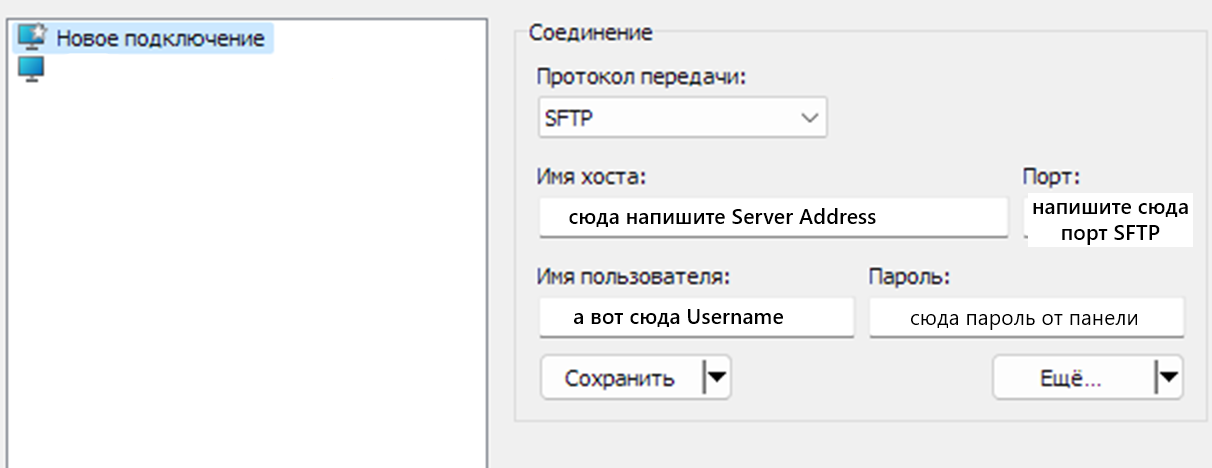 Новое подключение
Соединение
Протокол передачи:
SFTP
Имя хоста:
Порт:
сюда напишите Server Address
напишите сюда
порт SFTP
Имя пользователя:
Пароль:
а вот сюда Username
сюда пароль от панели
Сохранить
Ещё...